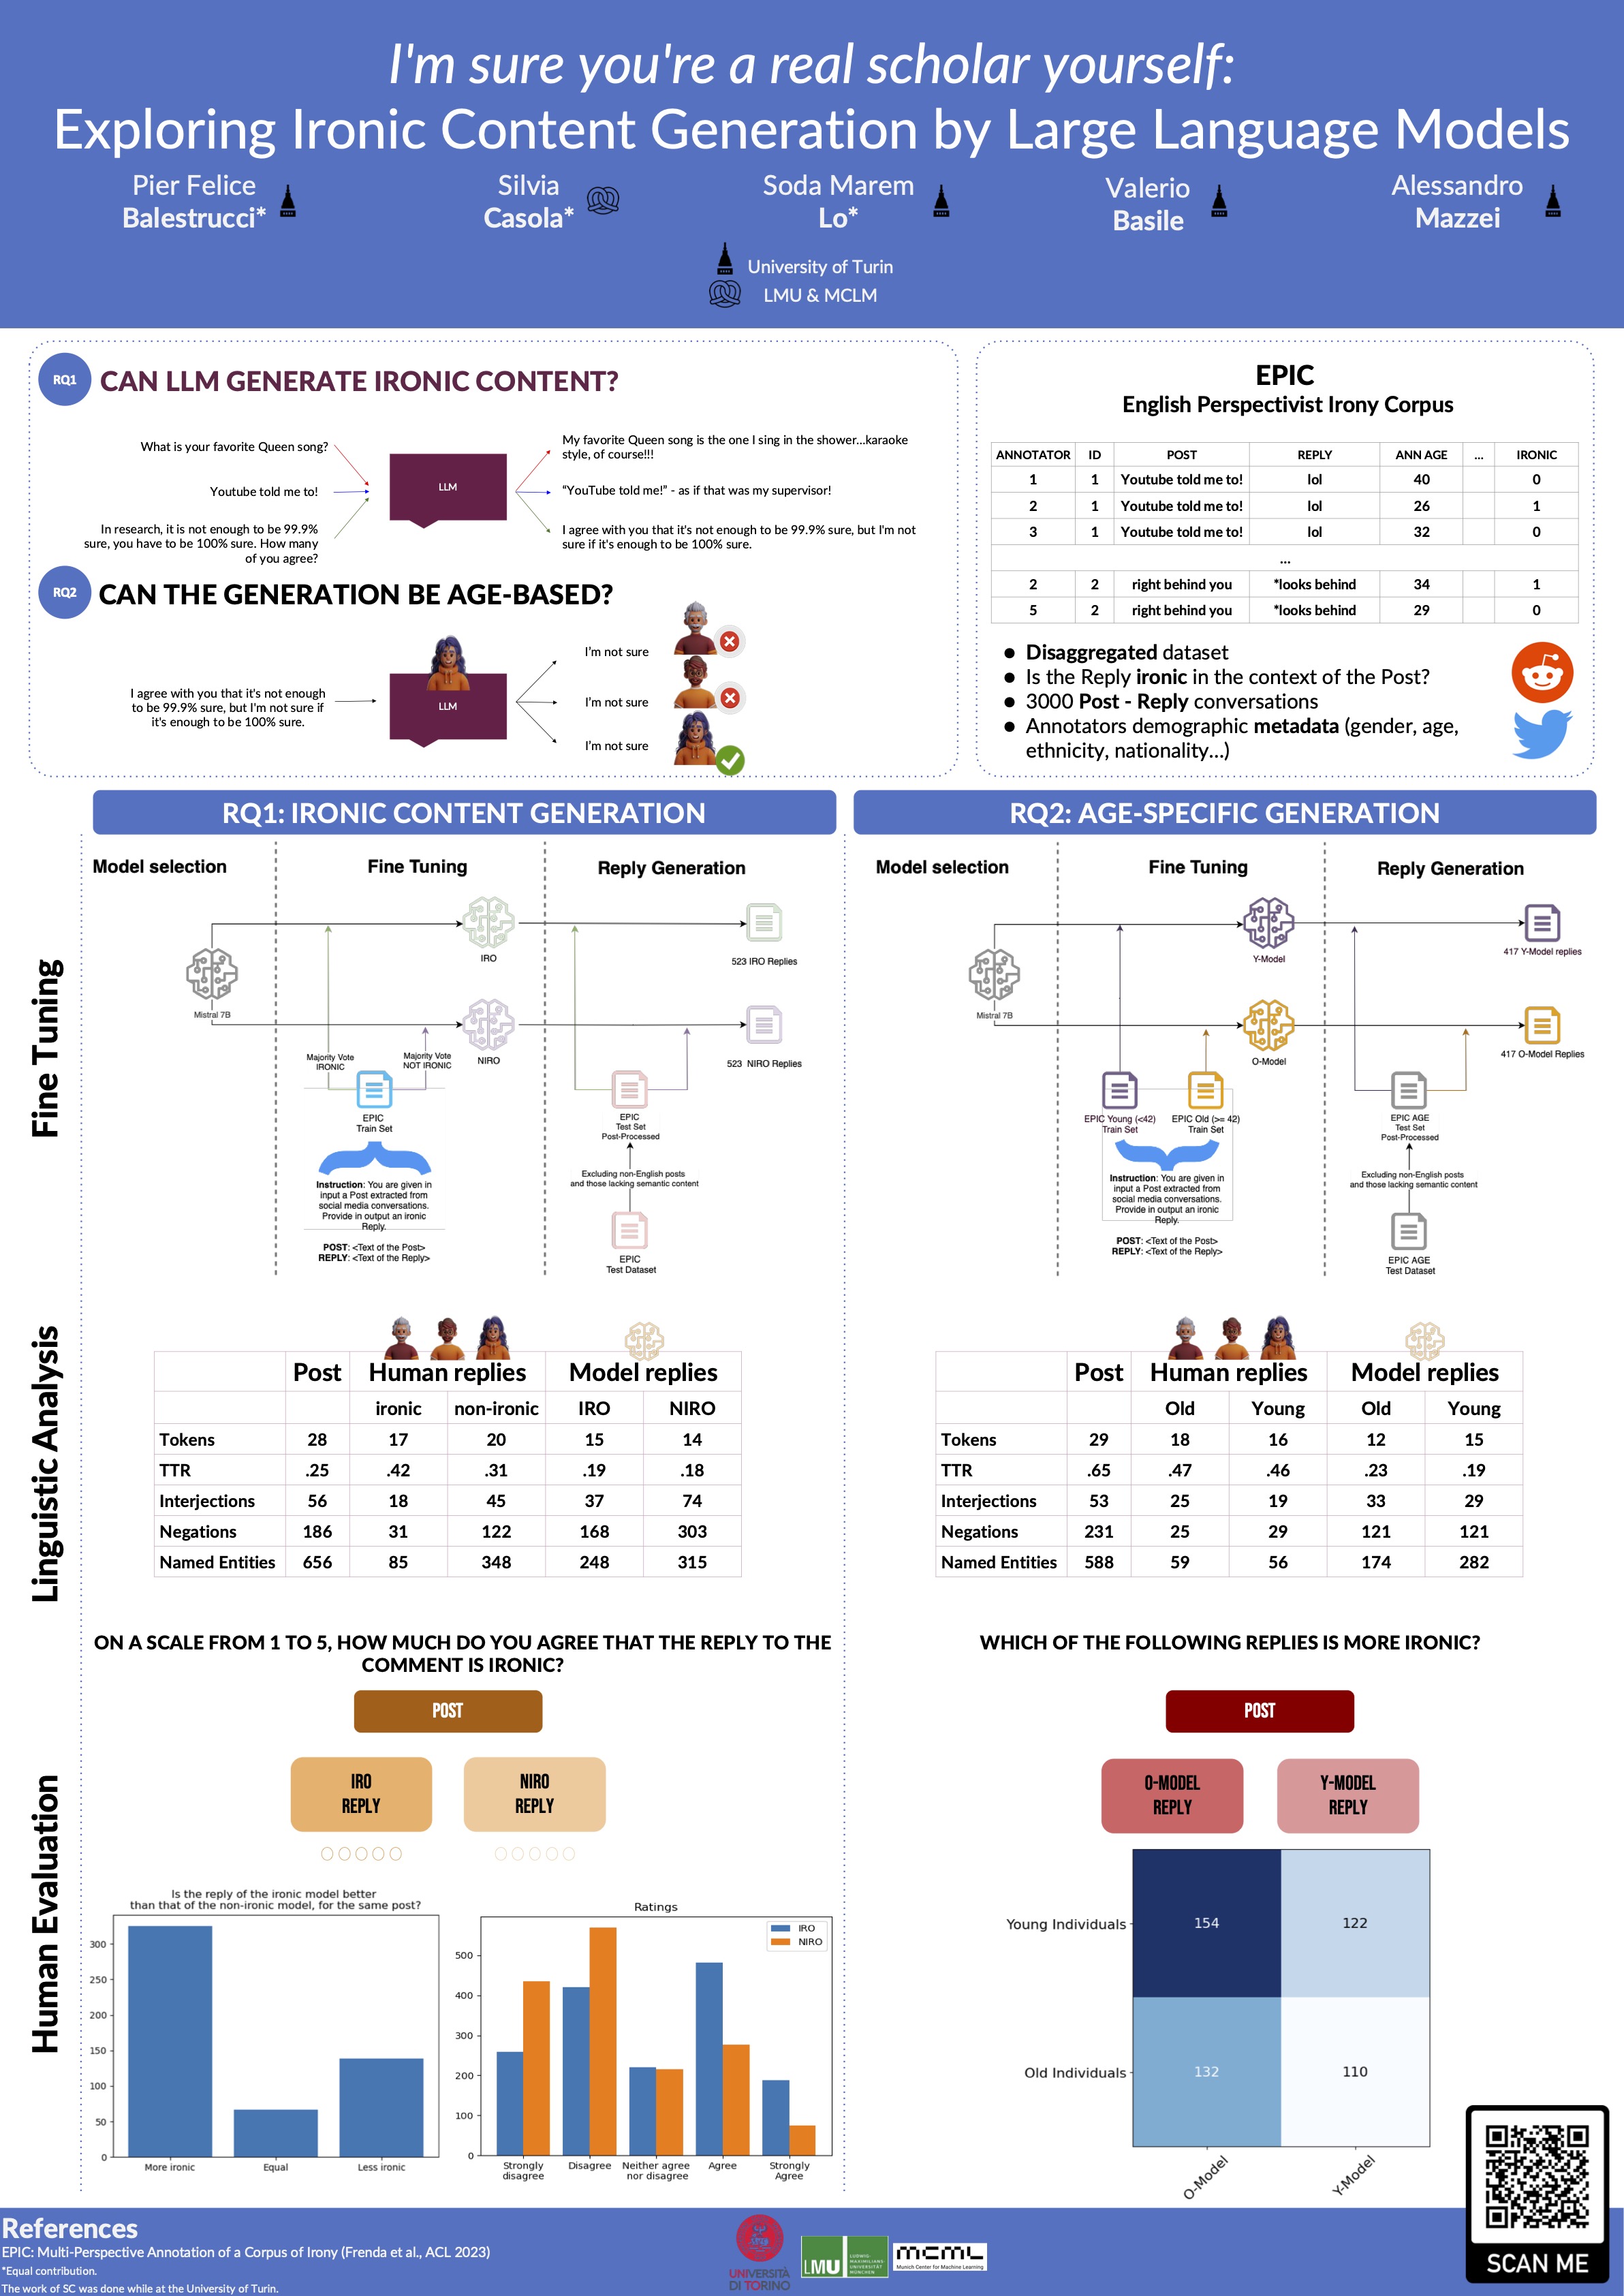 I'm sure you're a real scholar yourself:
Exploring Ironic Content Generation by Large Language Models
Pier Felice
Balestrucci*
Silvia
Casola*
Soda Marem
Lo*
Valerio
Basile
Alessandro
Mazzei
University of Turin
LMU & MCLM
RQ1
CAN LLM GENERATE IRONIC CONTENT?
What is your favorite Queen song?
Youtube told me to!
In research, it is not enough to be 99.9%
sure, you have to be 100% sure. How many
of you agree?
LLM
My favorite Queen song is the one I sing in the shower...karaoke
style, of course!!!
“YouTube told me!” - as if that was my supervisor!
I agree with you that it's not enough to be 99.9% sure, but I'm not
sure if it's enough to be 100% sure.
RQ2
CAN THE GENERATION BE AGE-BASED?
I agree with you that it's not enough
to be 99.9% sure, but I'm not sure if
it's enough to be 100% sure.
LLM
I'm not sure
I'm not sure
I'm not sure
EPIC
English Perspectivist Irony Corpus
ANNOTATOR ID POST REPLY ANN AGE ... IRONIC
1 1 Youtube told me to! lol 40 0
2 1 Youtube told me to! lol 26 1
3 1 Youtube told me to! lol 32 0
...
2 2 right behind you *looks behind 34 1
5 2 right behind you *looks behind 29 0
● Disaggregated dataset
● Is the Reply ironic in the context of the Post?
● 3000 Post - Reply conversations
● Annotators demographic metadata (gender, age,
ethnicity, nationality...)
RQ1: IRONIC CONTENT GENERATION
Fine Tuning
Model selection
Fine Tuning
Reply Generation
Mistral 7B
IRO
NIRO
523 IRO Replies
523 NIRO Replies
Majority Vote
IRONIC
Majority Vote
NOT IRONIC
EPIC
Train Set
Instruction: You are given in
input a Post extracted from
social media conversations.
Provide in output an ironic
Reply.
POST: <Text of the Post>
REPLY: <Text of the Reply>
EPIC
Test Set
Post-Processed
Excluding non-English posts
and those lacking semantic content
EPIC
Test Dataset
RQ2: AGE-SPECIFIC GENERATION
Model selection
Fine Tuning
Reply Generation
Mistral 7B
Y-Model
O-Model
417 Y-Model replies
417 O-Model Replies
EPIC Young (<42)
Train Set
EPIC Old (>= 42)
Train Set
Instruction: You are given in
input a Post extracted from
social media conversations.
Provide in output an ironic
Reply.
POST: <Text of the Post>
REPLY: <Text of the Reply>
EPIC AGE
Test Set
Post-Processed
Excluding non-English posts
and those lacking semantic content
EPIC AGE
Test Dataset
Linguistic Analysis
Post Human replies Model replies
ironic non-ironic IRO NIRO
Tokens 28 17 20 15 14
TTR .25 .42 .31 .19 .18
Interjections 56 18 45 37 74
Negations 186 31 122 168 303
Named Entities 656 85 348 248 315
Post Human replies Model replies
Old Young Old Young
Tokens 29 18 16 12 15
TTR .65 .47 .46 .23 .19
Interjections 53 25 19 33 29
Negations 231 25 29 121 121
Named Entities 588 59 56 174 282
Human Evaluation
ON A SCALE FROM 1 TO 5, HOW MUCH DO YOU AGREE THAT THE REPLY TO THE
COMMENT IS IRONIC?
POST
IRO
REPLY
NIRO
REPLY
Is the reply of the ironic model better
than that of the non-ironic model, for the same post?
300
250
200
150
100
50
0
More ironic Equal Less ironic
Ratings
IRO
NIRO
500
400
300
200
100
0
Strongly
disagree
Disagree
Neither agree
nor disagree
Agree
Strongly
Agree
WHICH OF THE FOLLOWING REPLIES IS MORE IRONIC?
POST
O-MODEL
REPLY
Y-MODEL
REPLY
Young Individuals 154 122
Old Individuals 132 110
O-Model Y-Model
References
EPIC: Multi-Perspective Annotation of a Corpus of Irony (Frenda et al., ACL 2023)
*Equal contribution.
The work of SC was done while at the University of Turin.
UNIVERSITÀ
DI TORINO
LMU
LUDWIG-
MAXIMILIANS-
UNIVERSITÄT
MÜNCHEN
mcml
Munich Center for Machine Learning
SCAN ME